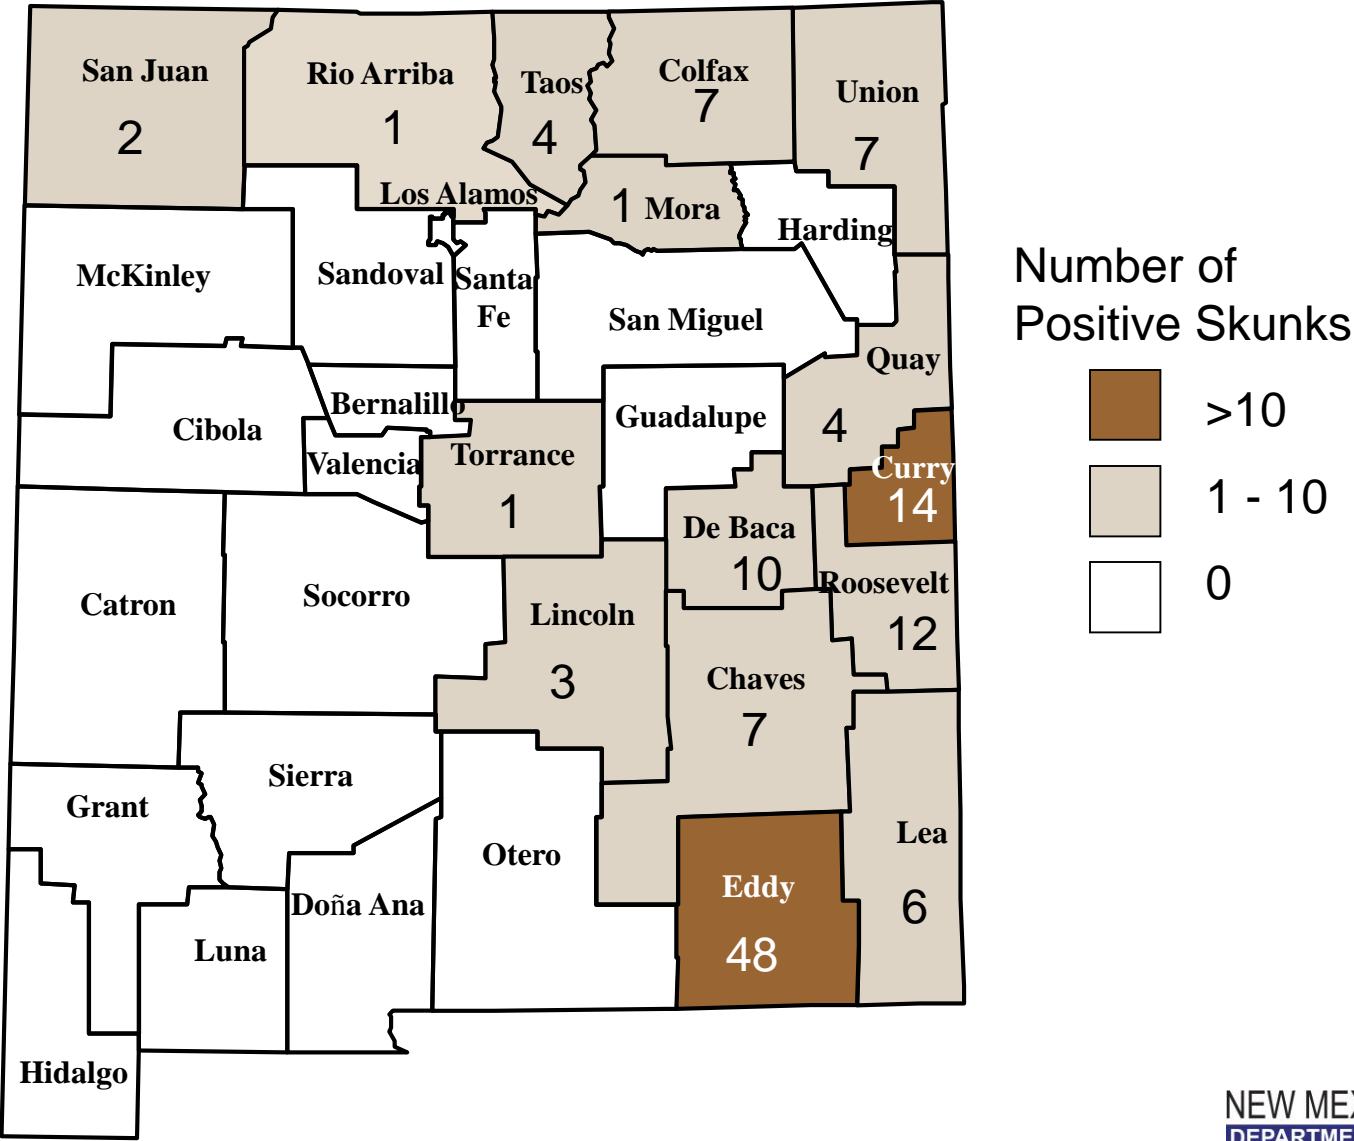 San Juan
2
Rio Arriba
1
Taos
4
Colfax
7
Union
7
Los Alamos
1 Mora
Harding
McKinley
Sandoval
Santa
Fe
San Miguel
Quay
4
Bernalillo
Guadalupe
Cibola
Valencia
Torrance
1
Curry
14
De Baca
10
Roosevelt
12
Catron
Socorro
Lincoln
3
Chaves
7
Sierra
Grant
Otero
Lea
6
Eddy
48
Doña Ana
Luna
Hidalgo
Number of
Positive Skunks
>10
1 - 10
0
NEW